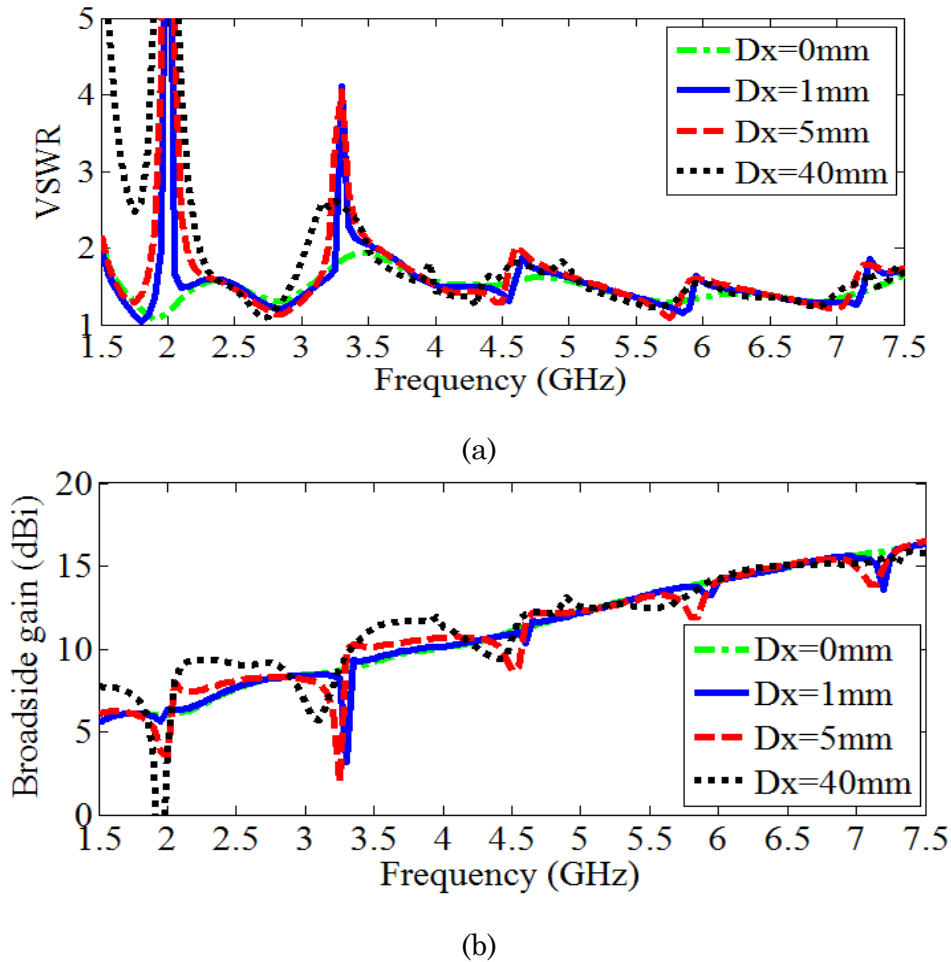 5
4
3
2
1
VSWR
Dx=0mm
Dx=1mm
Dx=5mm
Dx=40mm
1.5 2 2.5 3 3.5 4 4.5 5 5.5 6 6.5 7 7.5
Frequency (GHz)
(a)
20
15
10
5
0
Broadside gain (dBi)
Dx=0mm
Dx=1mm
Dx=5mm
Dx=40mm
1.5 2 2.5 3 3.5 4 4.5 5 5.5 6 6.5 7 7.5
Frequency (GHz)
(b)